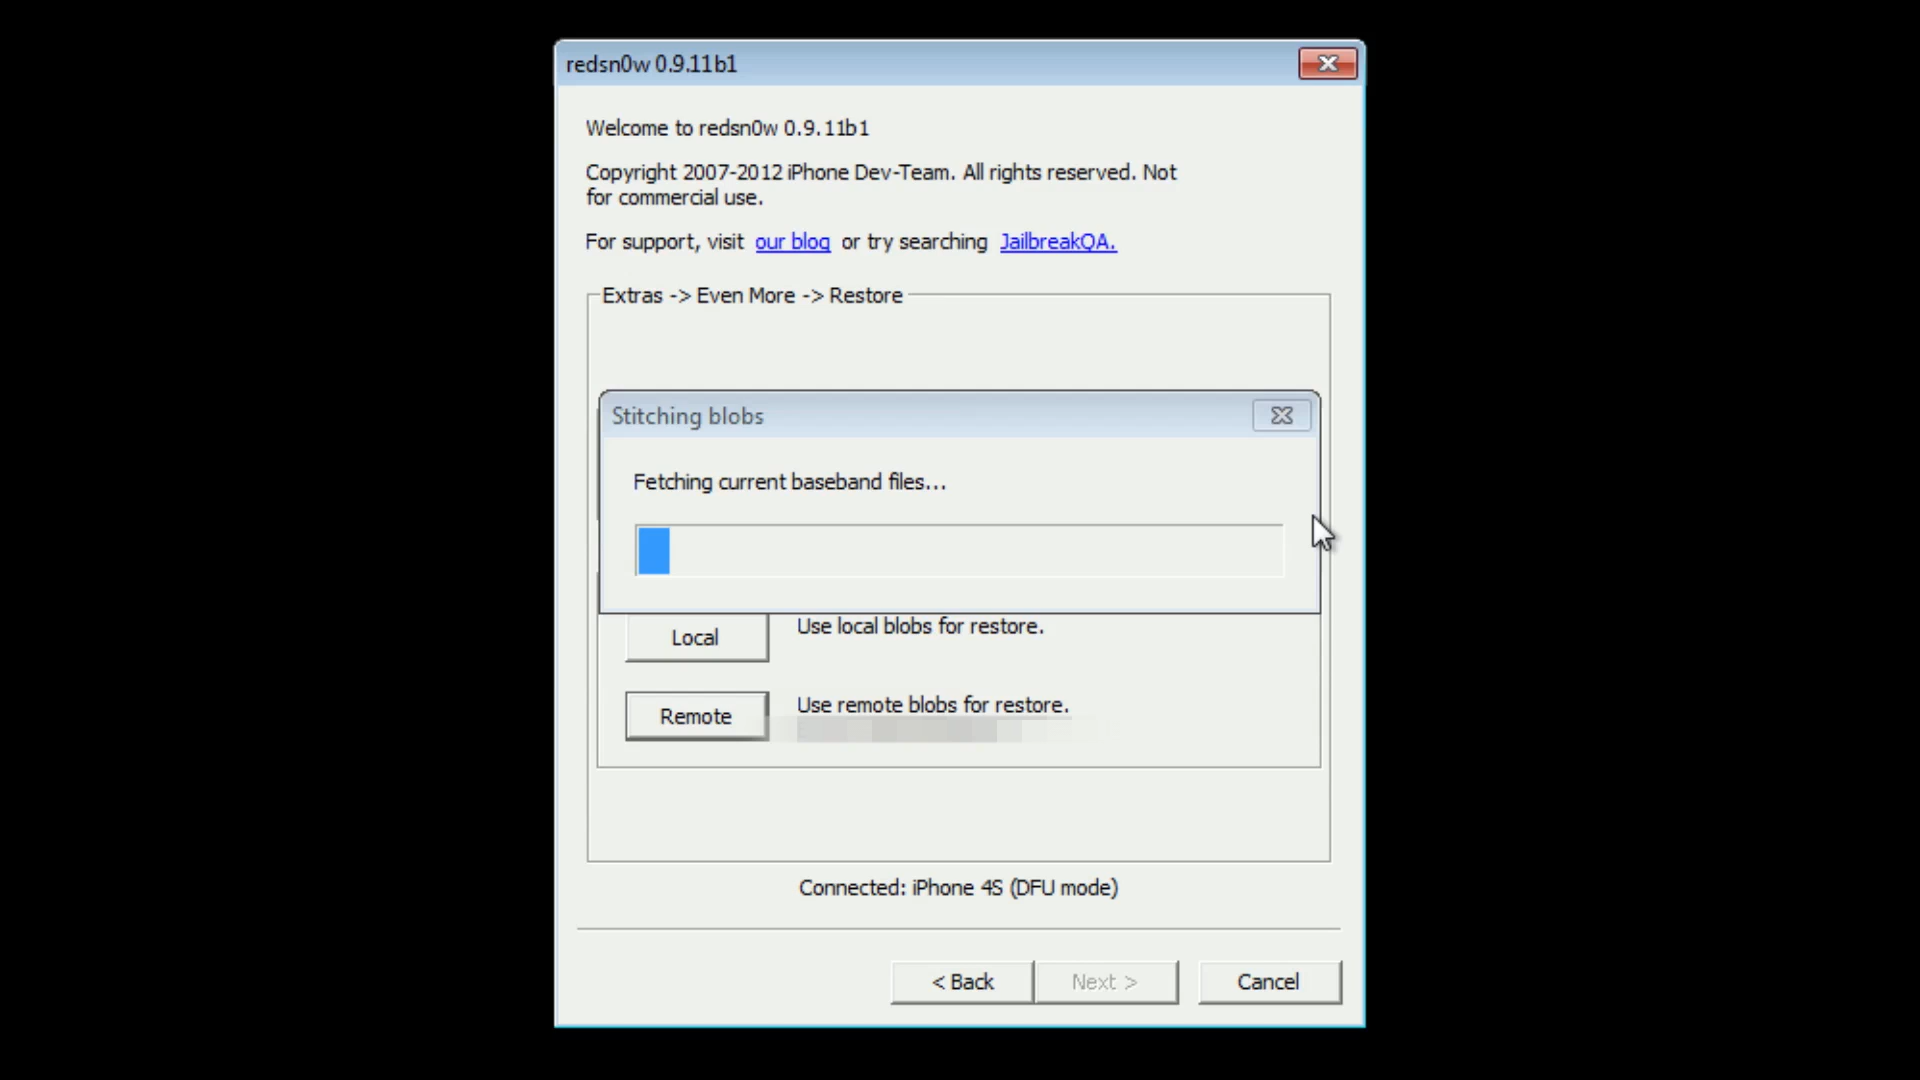 redsn0w 0.9.11b1
Welcome to redsn0w 0.9.11b1
Copyright 2007-2012 iPhone Dev-Team. All rights reserved. Not
for commercial use.
For support, visit our blog or try searching JailbreakQA.
Extras -> Even More -> Restore
Stitching blobs
Fetching current baseband files...
Local
Use local blobs for restore.
Remote
Use remote blobs for restore.
Connected: iPhone 4S (DFU mode)
< Back
Next >
Cancel